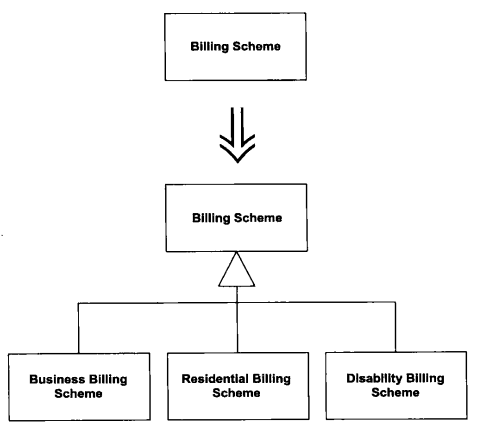 Billing Scheme
Billing Scheme
Business Billing
Scheme
Residential Billing
Scheme
Disability Billing
Scheme